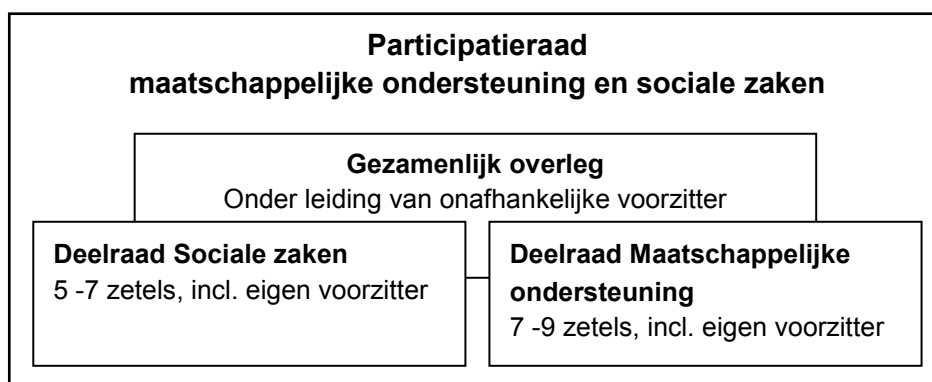 Participatieraad
maatschappelijke ondersteuning en sociale zaken
Gezamenlijk overleg
Onder leiding van onafhankelijke voorzitter
Deelraad Sociale zaken
5 -7 zetels, incl. eigen voorzitter
Deelraad Maatschappelijke
ondersteuning
7 -9 zetels, incl. eigen voorzitter